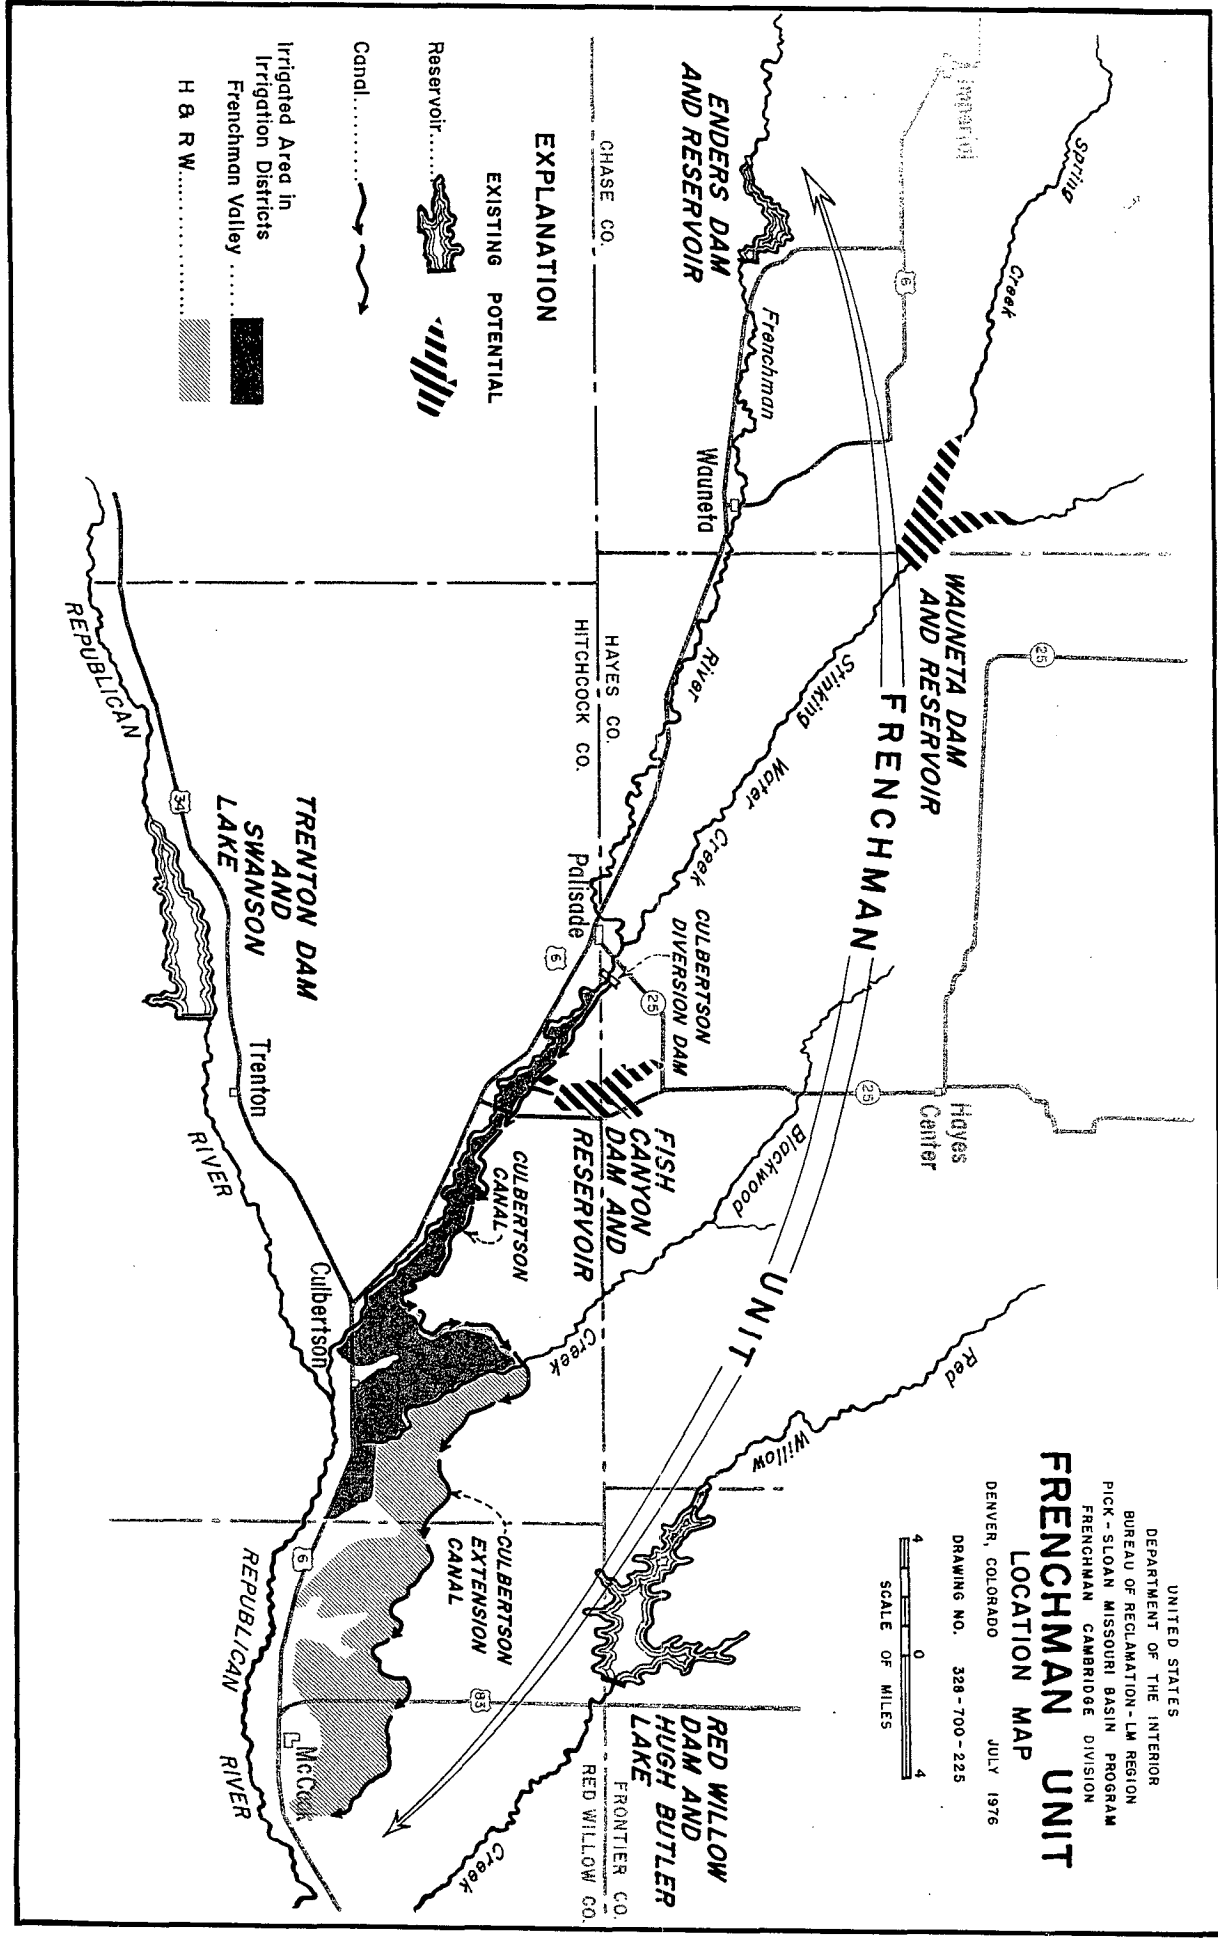 UNITED STATES
DEPARTMENT OF THE INTERIOR
BUREAU OF RECLAMATION-LM REGION
PICK-SLOAN MISSOURI BASIN PROGRAM
FRENCHMAN CAMBRIDGE DIVISION
FRENCHMAN UNIT
LOCATION MAP
DENVER, COLORADO JULY 1976
DRAWING NO. 328-700-225
4 0 4
SCALE OF MILES
Imperial
Spring
Creek
6
ENDERS DAM
AND RESERVOIR
Frenchman
Wauneta
River
CHASE CO.
WAUNETA DAM
AND RESERVOIR
25
Stinking
Water
Creek
FRENCHMAN
UNIT
HAYES CO.
HITCHCOCK CO.
Palisade
6
CULBERTSON
DIVERSION DAM
25
25
Hayes
Center
Blackwood
Creek
FISH
CANYON
DAM AND
RESERVOIR
CULBERTSON
CANAL
Red
Willow
Creek
RED WILLOW
DAM AND
HUGH BUTLER
LAKE
FRONTIER CO.
RED WILLOW CO.
83
CULBERTSON
EXTENSION
CANAL
Culbertson
6
McCook
REPUBLICAN
RIVER
REPUBLICAN
RIVER
34
TRENTON DAM
AND
SWANSON
LAKE
Trenton
EXPLANATION
EXISTING POTENTIAL
Reservoir......
Canal........
Irrigated Area in
Irrigation Districts
Frenchman Valley .....
H & R W...............